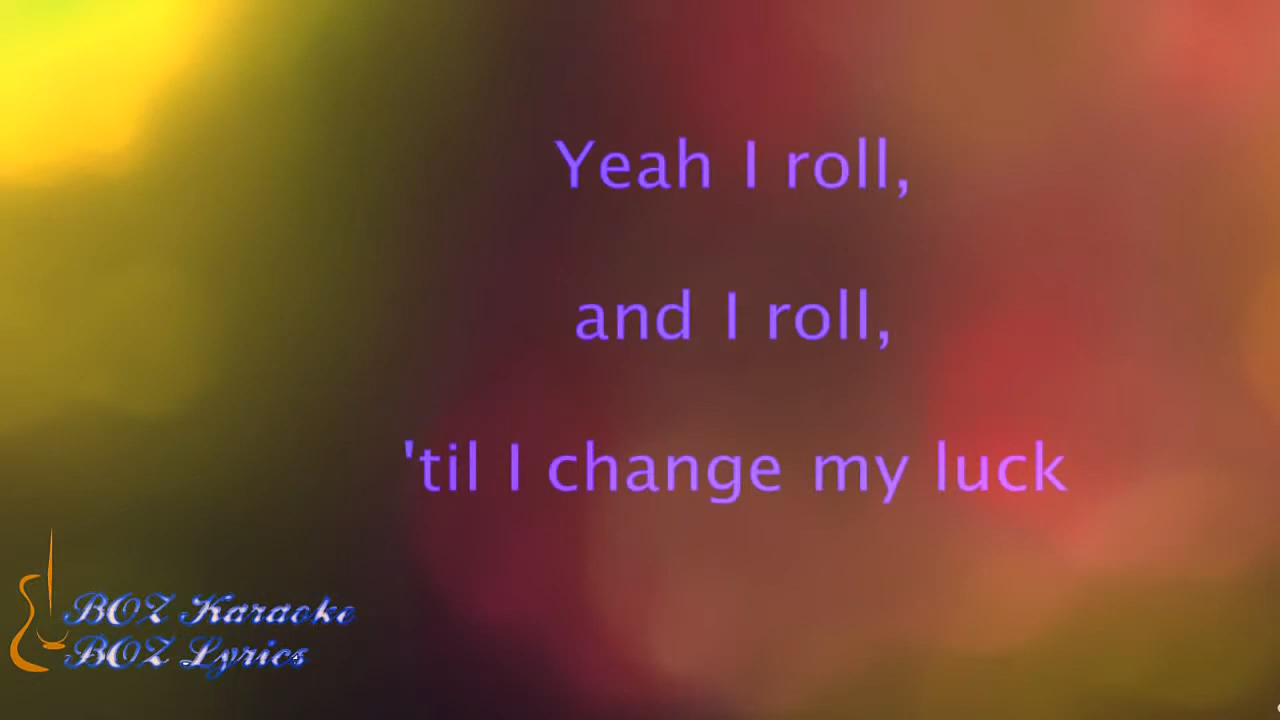 Yeah I roll,
and I roll,
'til I change my luck
BOZ Karaoke
BOZ Lyrics